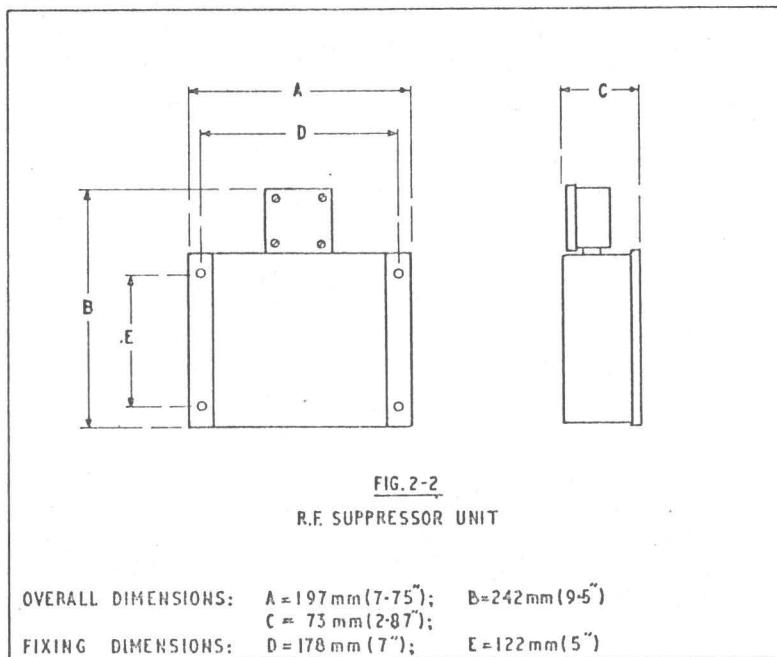 A
C
D
B
.E
FIG. 2-2
R.F. SUPPRESSOR UNIT
OVERALL DIMENSIONS: A = 197 mm (7·75"); B=242 mm (9·5")
C = 73 mm (2·87");
FIXING DIMENSIONS: D = 178 mm (7"); E = 122 mm (5")